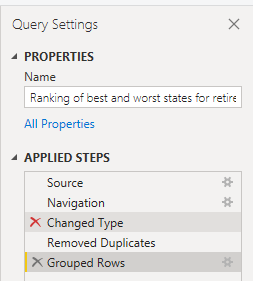 Query Settings
PROPERTIES
Name
Ranking of best and worst states for retire
All Properties
APPLIED STEPS
Source
Navigation
Changed Type
Removed Duplicates
Grouped Rows